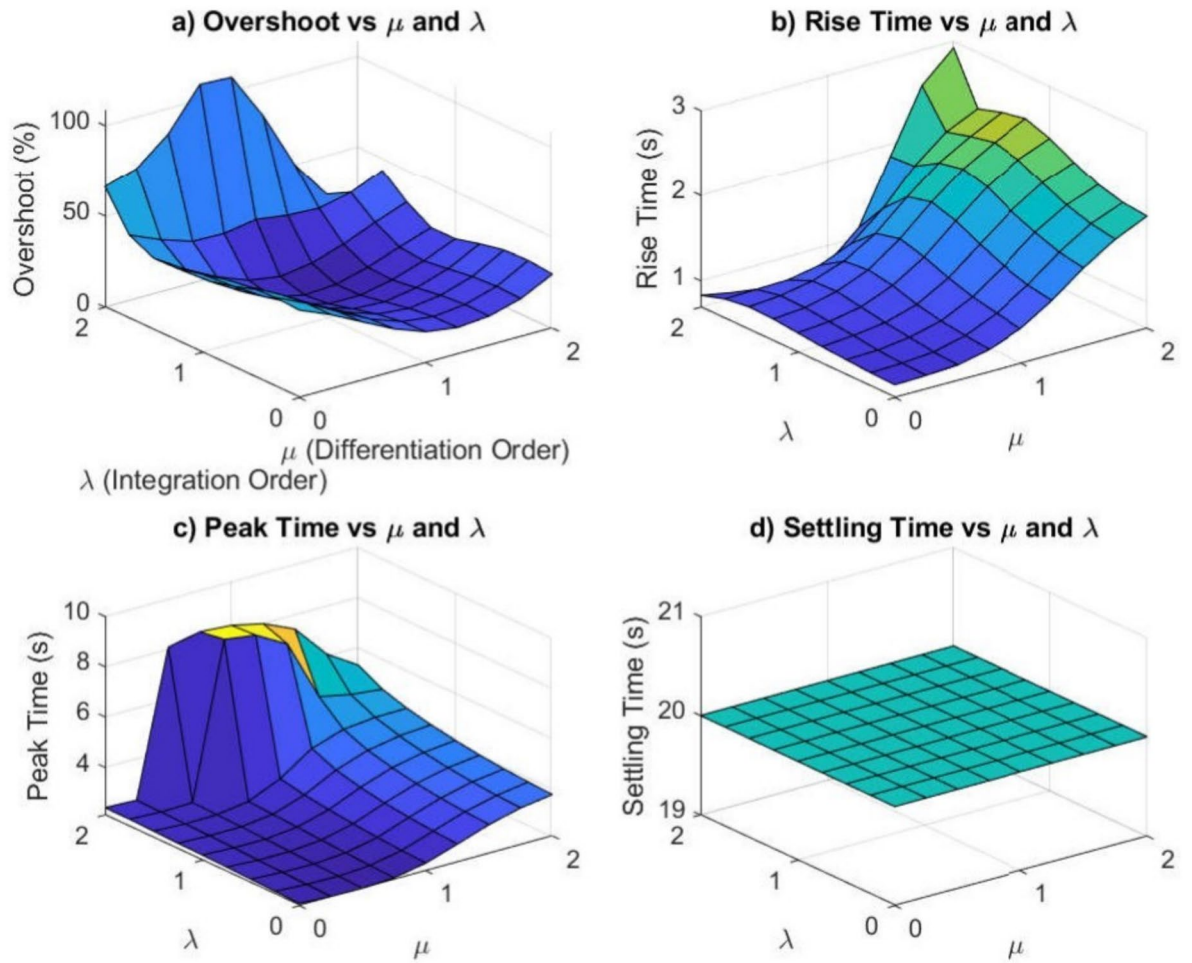 a) Overshoot vs μ and λ
Overshoot (%)
100
50
0
2
1
0
0
1
2
μ (Differentiation Order)
λ (Integration Order)
b) Rise Time vs μ and λ
Rise Time (s)
3
2
1
2
1
0
0
1
2
λ
μ
c) Peak Time vs μ and λ
Peak Time (s)
10
8
6
4
2
1
0
0
1
2
λ
μ
d) Settling Time vs μ and λ
Settling Time (s)
21
20
19
2
1
0
0
1
2
λ
μ